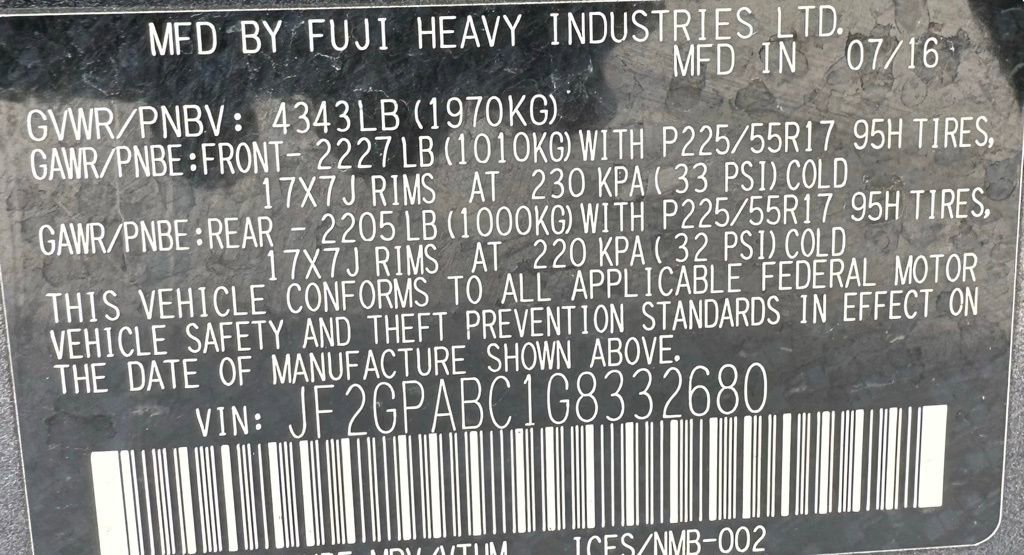 MFD BY FUJI HEAVY INDUSTRIES LTD.
MFD IN 07/16
GVWR/PNBV: 4343LB (1970KG)
GAWR/PNBE:FRONT- 2227LB(1010KG)WITH P225/55R17 95H TIRES,
17X7J RIMS AT 230 KPA( 33 PSI)COLD
GAWR/PNBE:REAR - 2205LB(1000KG)WITH P225/55R17 95H TIRES,
17X7J RIMS AT 220 KPA( 32 PSI)COLD
THIS VEHICLE CONFORMS TO ALL APPLICABLE FEDERAL MOTOR
VEHICLE SAFETY AND THEFT PREVENTION STANDARDS IN EFFECT ON
THE DATE OF MANUFACTURE SHOWN ABOVE.
VIN: JF2GPABC1G8332680
MPV/VTUM ICES/NMB-002